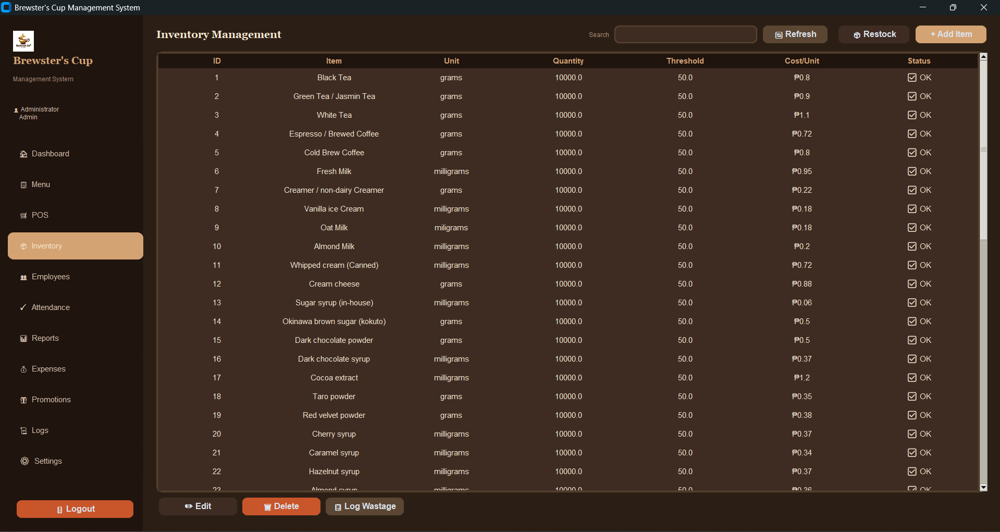 Brewster's Cup Management System
BREWSTERS CUP
Brewster's Cup
Management System
Administrator
Admin
Dashboard
Menu
POS
Inventory
Employees
Attendance
Reports
Expenses
Promotions
Logs
Settings
Logout
Inventory Management
Search
Refresh
Restock
+ Add Item
ID Item Unit Quantity Threshold Cost/Unit Status
1 Black Tea grams 10000.0 50.0 ₱0.8 OK
2 Green Tea / Jasmin Tea grams 10000.0 50.0 ₱0.9 OK
3 White Tea grams 10000.0 50.0 ₱1.1 OK
4 Espresso / Brewed Coffee grams 10000.0 50.0 ₱0.72 OK
5 Cold Brew Coffee grams 10000.0 50.0 ₱0.8 OK
6 Fresh Milk milligrams 10000.0 50.0 ₱0.95 OK
7 Creamer / non-dairy Creamer grams 10000.0 50.0 ₱0.22 OK
8 Vanilla ice Cream milligrams 10000.0 50.0 ₱0.18 OK
9 Oat Milk miligrams 10000.0 50.0 ₱0.18 OK
10 Almond Milk milligrams 10000.0 50.0 ₱0.2 OK
11 Whipped cream (Canned) milligrams 10000.0 50.0 ₱0.72 OK
12 Cream cheese grams 10000.0 50.0 ₱0.88 OK
13 Sugar syrup (in-house) milligrams 10000.0 50.0 ₱0.06 OK
14 Okinawa brown sugar (kokuto) grams 10000.0 50.0 ₱0.5 OK
15 Dark chocolate powder grams 10000.0 50.0 ₱0.5 OK
16 Dark chocolate syrup milligrams 10000.0 50.0 ₱0.37 OK
17 Cocoa extract milligrams 10000.0 50.0 ₱1.2 OK
18 Taro powder grams 10000.0 50.0 ₱0.35 OK
19 Red velvet powder grams 10000.0 50.0 ₱0.38 OK
20 Cherry syrup milligrams 10000.0 50.0 ₱0.37 OK
21 Caramel syrup milligrams 10000.0 50.0 ₱0.34 OK
22 Hazelnut syrup milligrams 10000.0 50.0 ₱0.37 OK
23 Almond syrup milligrams 10000.0 50.0 ₱0.36 OK
Edit
Delete
Log Wastage